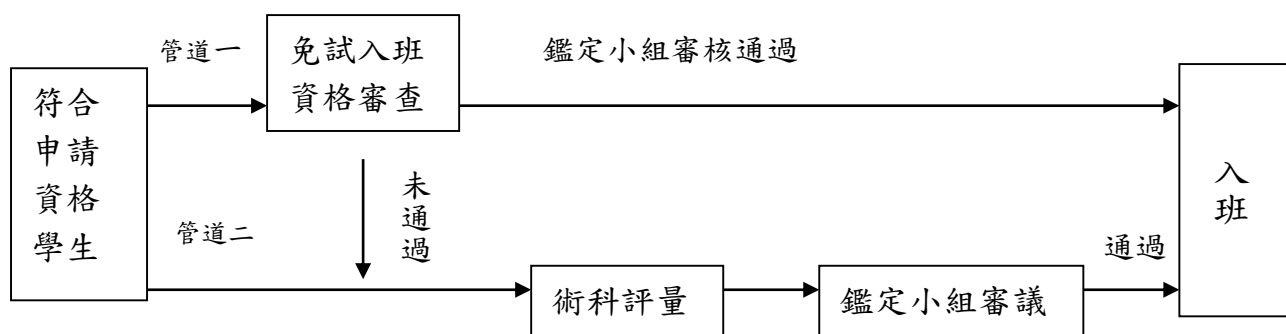 符合
申請
資格
學生
管道一
免試入班
資格審查
鑑定小組審核通過
未
通
過
管道二
術科評量
鑑定小組審議
通過
入
班